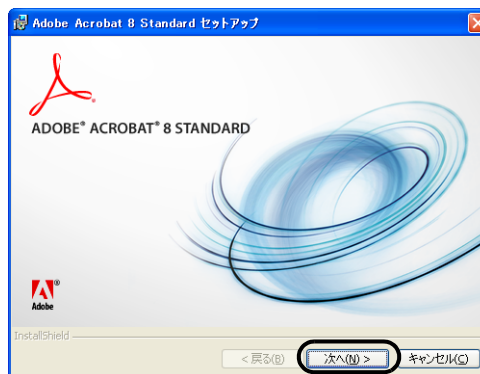 Adobe Acrobat 8 Standard セットアップ
ADOBE® ACROBAT® 8 STANDARD
Adobe
InstallShield
< 戻る(B)
次へ(N) >
キャンセル(C)